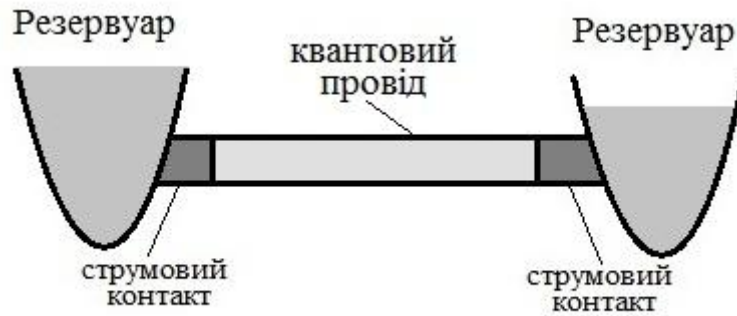 Резервуар
Резервуар
квантовий
провід
струмовий
контакт
струмовий
контакт